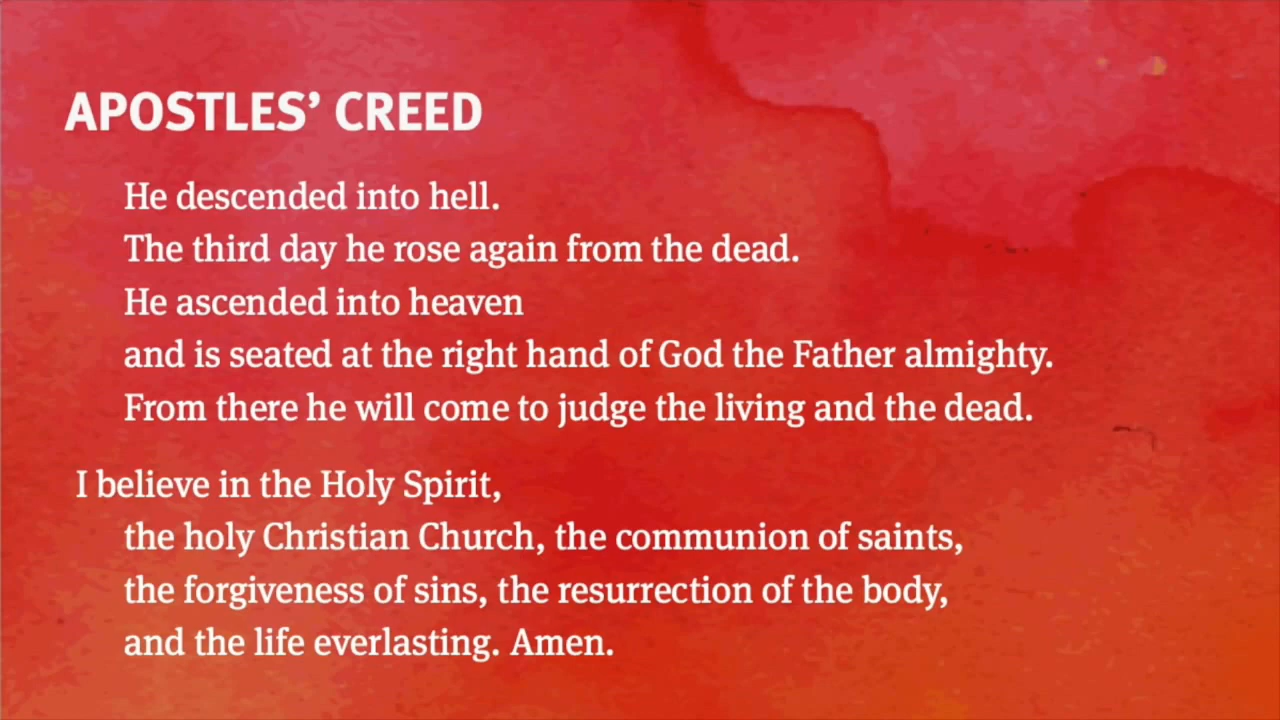 APOSTLES’ CREED
He descended into hell.
The third day he rose again from the dead.
He ascended into heaven
and is seated at the right hand of God the Father almighty.
From there he will come to judge the living and the dead.
I believe in the Holy Spirit,
the holy Christian Church, the communion of saints,
the forgiveness of sins, the resurrection of the body,
and the life everlasting. Amen.